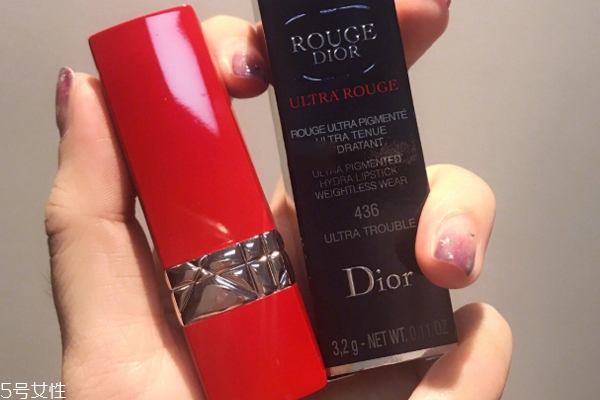 ROUGE
DIOR
ULTRA ROUGE
ROUGE ULTRA PIGMENTÉ
ULTRA TENUE
DRATANT
ULTRA PIGMENTED
HYDRA LIPSTICK
WEIGHTLESS WEAR
436
ULTRA TROUBLE
Dior
3,2 g - NET WT. 0.11 OZ
5号女性